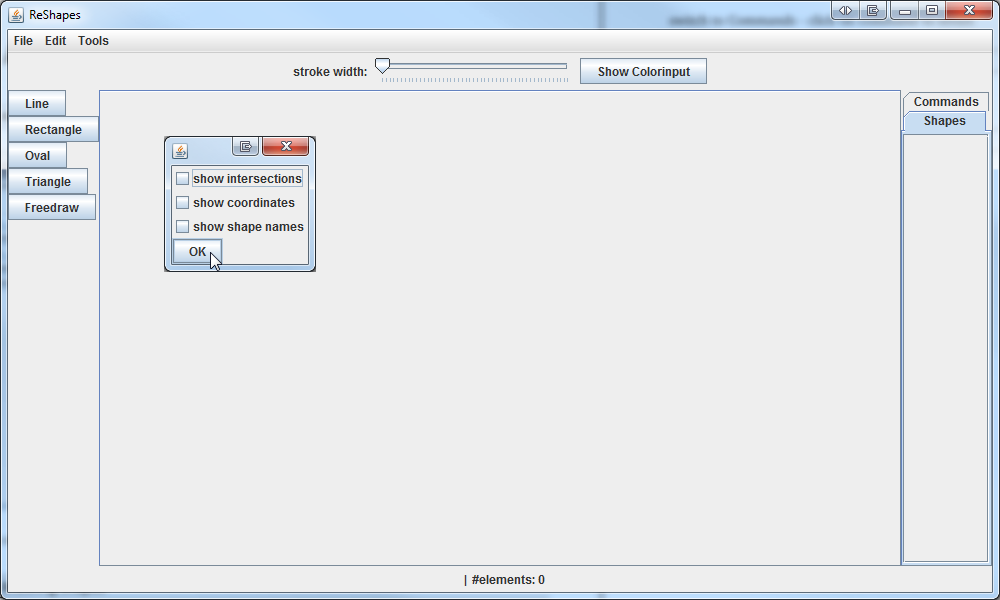 ReShapes
File Edit Tools
stroke width: Show Colorinput
Line
Rectangle
Oval
Triangle
Freedraw
show intersections
show coordinates
show shape names
OK
Commands
Shapes
| #elements: 0